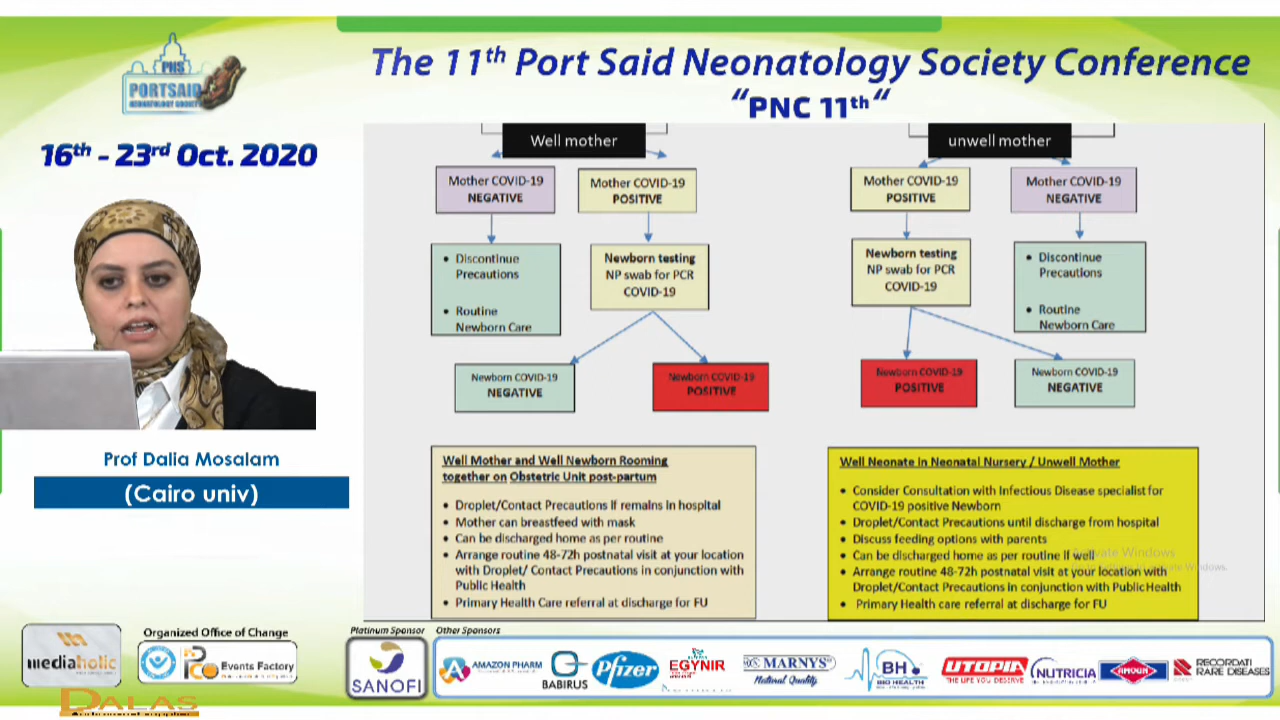 The 11th Port Said Neonatology Society Conference
“PNC 11th“
PNS
PORTSAID
NEONATOLOGY SOCIETY
16th - 23rd Oct. 2020
Prof Dalia Mosalam
(Cairo univ)
Well mother
Mother COVID-19
NEGATIVE
Mother COVID-19
POSITIVE
• Discontinue
Precautions
• Routine
Newborn Care
Newborn testing
NP swab for PCR
COVID-19
Newborn COVID-19
NEGATIVE
Newborn COVID-19
POSITIVE
Well Mother and Well Newborn Rooming
together on Obstetric Unit post-partum
• Droplet/Contact Precautions if remains in hospital
• Mother can breastfeed with mask
• Can be discharged home as per routine
• Arrange routine 48-72h postnatal visit at your location
with Droplet/ Contact Precautions in conjunction with
Public Health
• Primary Health Care referral at discharge for FU
unwell mother
Mother COVID-19
POSITIVE
Mother COVID-19
NEGATIVE
Newborn testing
NP swab for PCR
COVID-19
• Discontinue
Precautions
• Routine
Newborn Care
Newborn COVID-19
POSITIVE
Newborn COVID-19
NEGATIVE
Well Neonate in Neonatal Nursery / Unwell Mother
• Consider Consultation with Infectious Disease specialist for
COVID-19 positive Newborn
• Droplet/Contact Precautions until discharge from hospital
• Discuss feeding options with parents
• Can be discharged home as per routine if well
• Arrange routine 48-72h postnatal visit at your location with
Droplet/Contact Precautions in conjunction with Public Health
• Primary Health care referral at discharge for FU
Activate Windows
mediaholic
Organized Office of Change
Events Factory
DALAS
Platinum Sponsor
SANOFI
Other Sponsors
AMAZON PHARM
BABIRUS
Pfizer
EGYNIR
MARNYS
Natural Quality
BH
BIO HEALTH
UTOPIA
THE LIFE YOU DESERVE
NUTRICIA
AMOUN
RECORDATI
RARE DISEASES